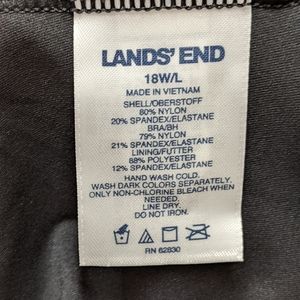 LANDS' END
18W/L
MADE IN VIETNAM
SHELL/OBERSTOFF
80% NYLON
20% SPANDEX/ELASTANE
BRA/BH
79% NYLON
21% SPANDEX/ELASTANE
LINING/FUTTER
88% POLYESTER
12% SPANDEX/ELASTANE
HAND WASH COLD.
WASH DARK COLORS SEPARATELY.
ONLY NON-CHLORINE BLEACH WHEN
NEEDED.
LINE DRY.
DO NOT IRON.
RN 62830